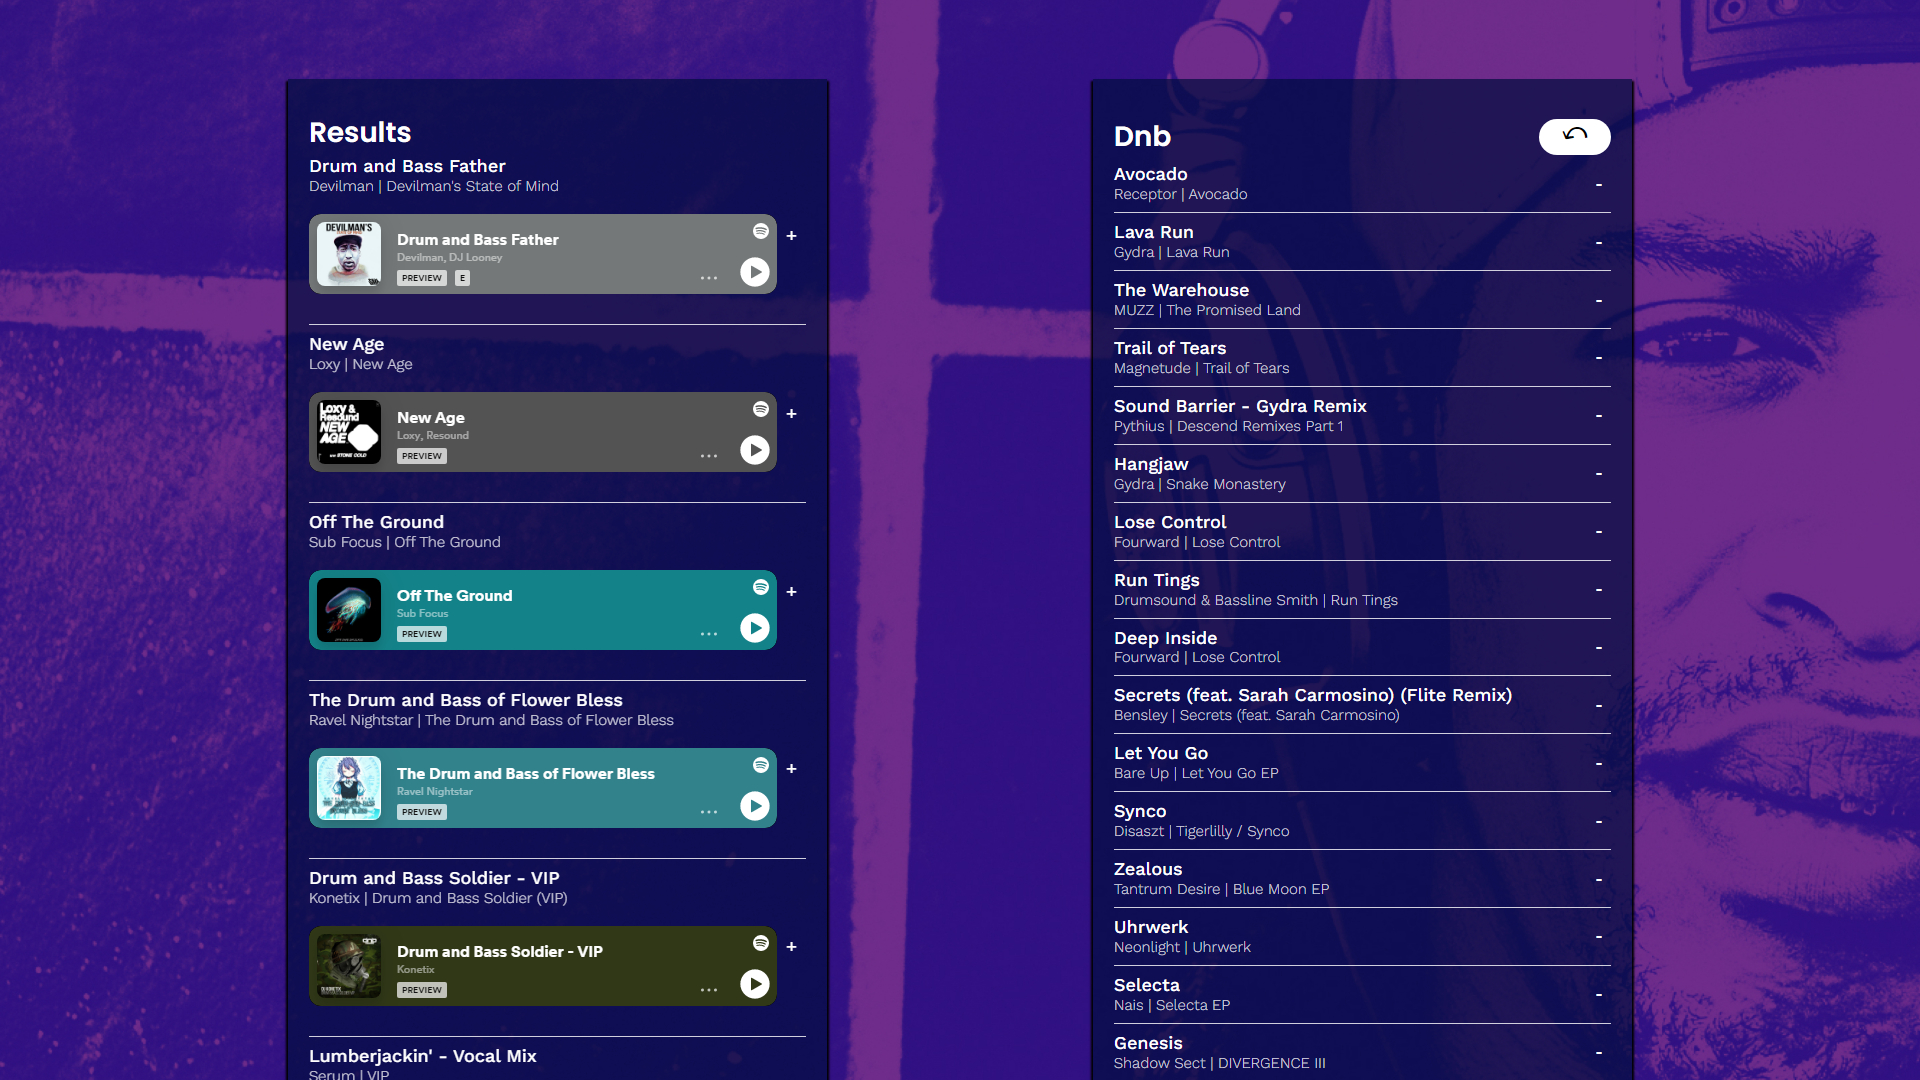 Results
Drum and Bass Father
Devilman | Devilman's State of Mind
DEVILMAN'S
Drum and Bass Father
Devilman, DJ Looney
PREVIEW E
+
New Age
Loxy | New Age
Loxy &
Resound
NEW
AGE
STONE COLD
New Age
Loxy, Resound
PREVIEW
+
Off The Ground
Sub Focus | Off The Ground
Off The Ground
Sub Focus
PREVIEW
+
The Drum and Bass of Flower Bless
Ravel Nightstar | The Drum and Bass of Flower Bless
The Drum and Bass of Flower Bless
Ravel Nightstar
PREVIEW
+
Drum and Bass Soldier - VIP
Konetix | Drum and Bass Soldier (VIP)
Drum and Bass Soldier - VIP
Konetix
PREVIEW
+
Lumberjackin' - Vocal Mix
Serum | VIP
Dnb
Avocado
Receptor | Avocado
-
Lava Run
Gydra | Lava Run
-
The Warehouse
MUZZ | The Promised Land
-
Trail of Tears
Magnetude | Trail of Tears
-
Sound Barrier - Gydra Remix
Pythius | Descend Remixes Part 1
-
Hangjaw
Gydra | Snake Monastery
-
Lose Control
Fourward | Lose Control
-
Run Tings
Drumsound & Bassline Smith | Run Tings
-
Deep Inside
Fourward | Lose Control
-
Secrets (feat. Sarah Carmosino) (Flite Remix)
Bensley | Secrets (feat. Sarah Carmosino)
-
Let You Go
Bare Up | Let You Go EP
-
Synco
Disaszt | Tigerlilly / Synco
-
Zealous
Tantrum Desire | Blue Moon EP
-
Uhrwerk
Neonlight | Uhrwerk
-
Selecta
Nais | Selecta EP
-
Genesis
Shadow Sect | DIVERGENCE III
-